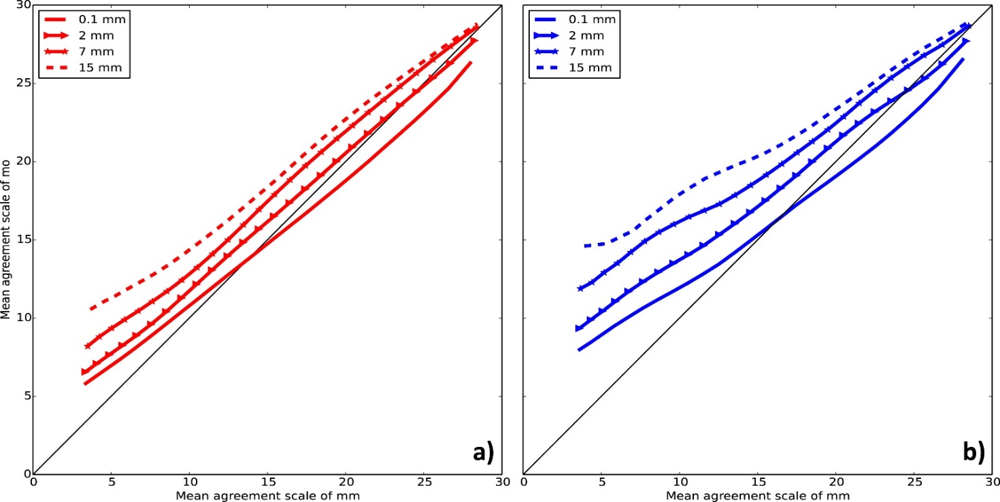 0.1 mm
2 mm
7 mm
15 mm
30
25
20
15
10
5
0
Mean agreement scale of mo
0 5 10 15 20 25 30
Mean agreement scale of mm
a)
0.1 mm
2 mm
7 mm
15 mm
0 5 10 15 20 25 30
Mean agreement scale of mm
b)